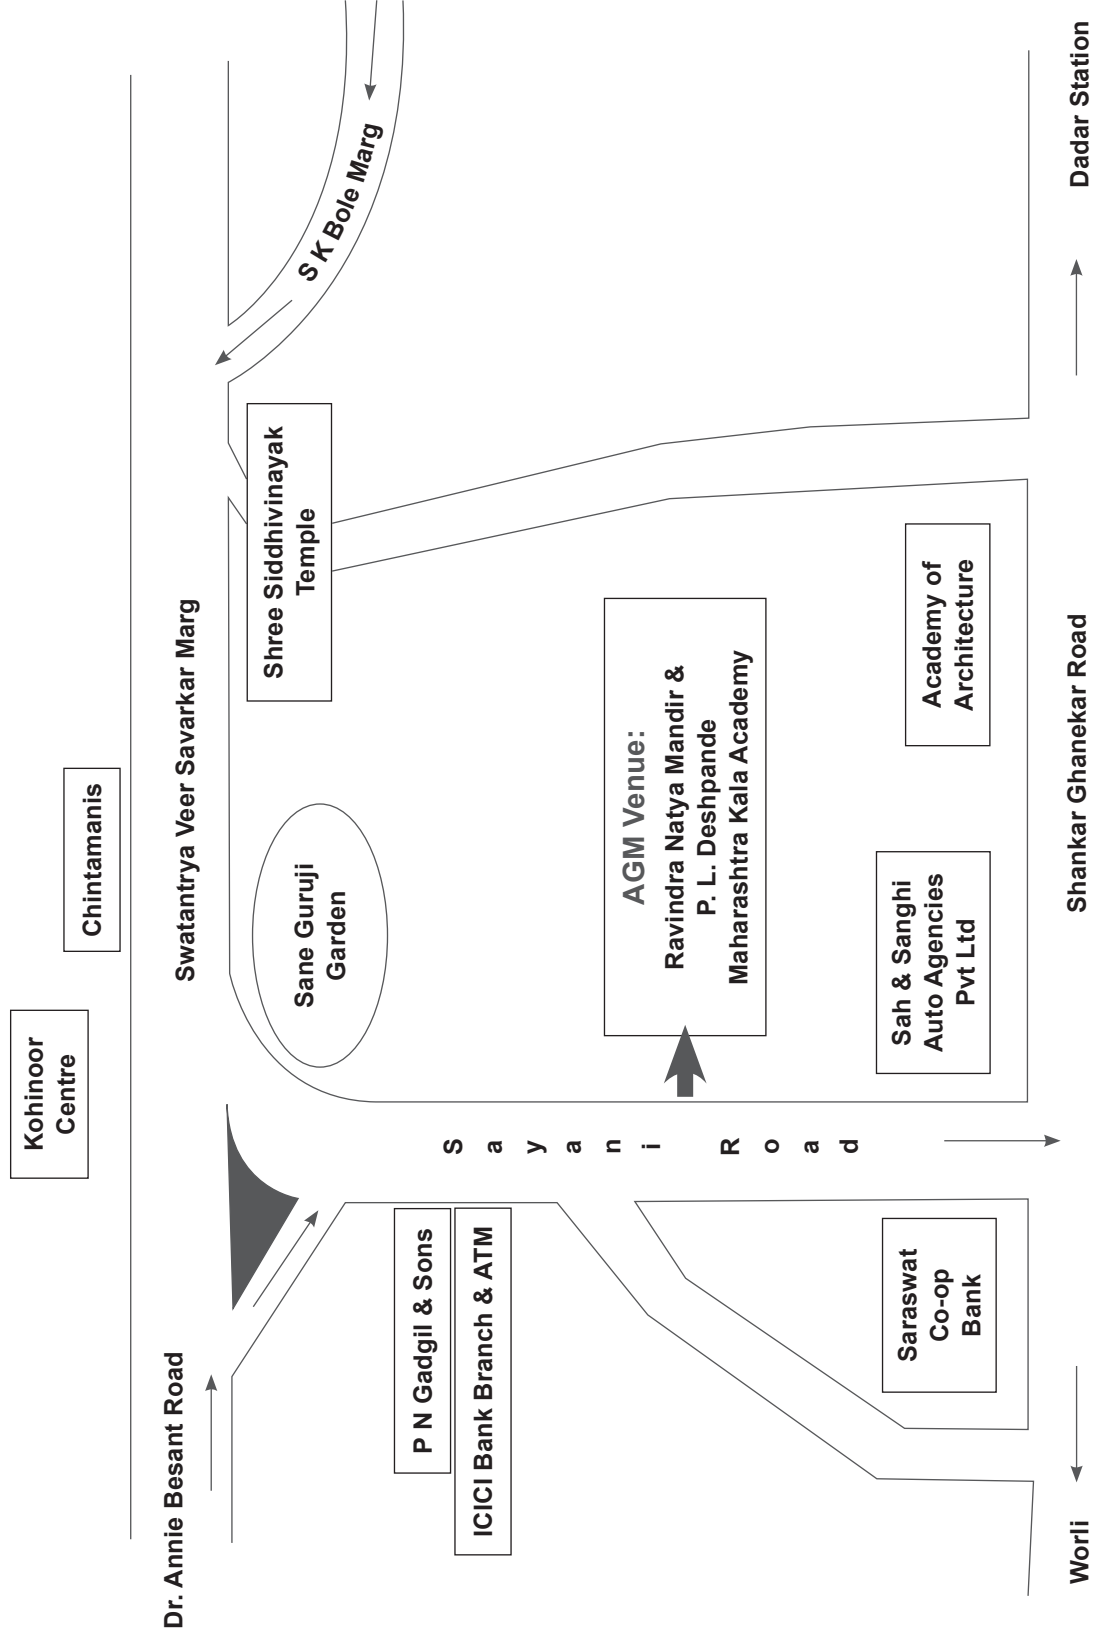 Kohinoor
Centre
Chintamanis
Dr. Annie Besant Road
Swatantrya Veer Savarkar Marg
S K Bole Marg
Shree Siddhivinayak
Temple
Sane Guruji
Garden
P N Gadgil & Sons
ICICI Bank Branch & ATM
Sayani Road
AGM Venue:
Ravindra Natya Mandir &
P. L. Deshpande
Maharashtra Kala Academy
Saraswat
Co-op
Bank
Sah & Sanghi
Auto Agencies
Pvt Ltd
Academy of
Architecture
Worli
Shankar Ghanekar Road
Dadar Station